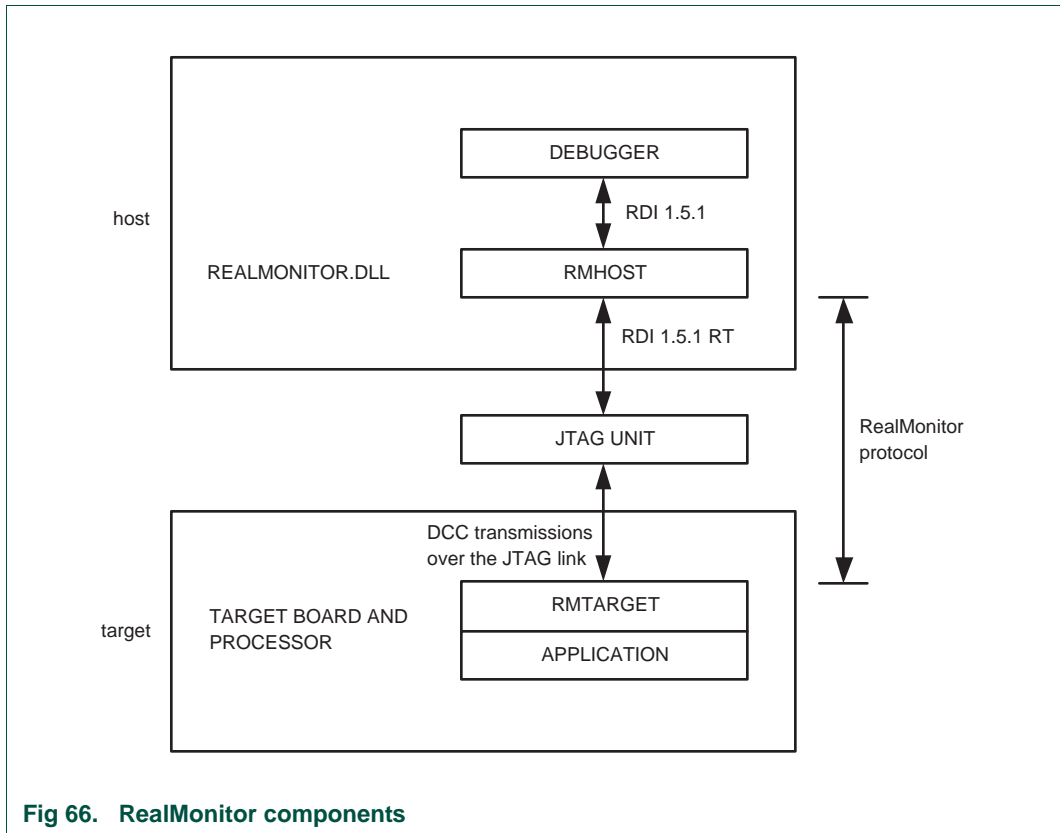 DEBUGGER
RDI 1.5.1
host
REALMONITOR.DLL
RMHOST
RDI 1.5.1 RT
JTAG UNIT
RealMonitor
protocol
DCC transmissions
over the JTAG link
target
TARGET BOARD AND
PROCESSOR
RMTARGET
APPLICATION
Fig 66. RealMonitor components